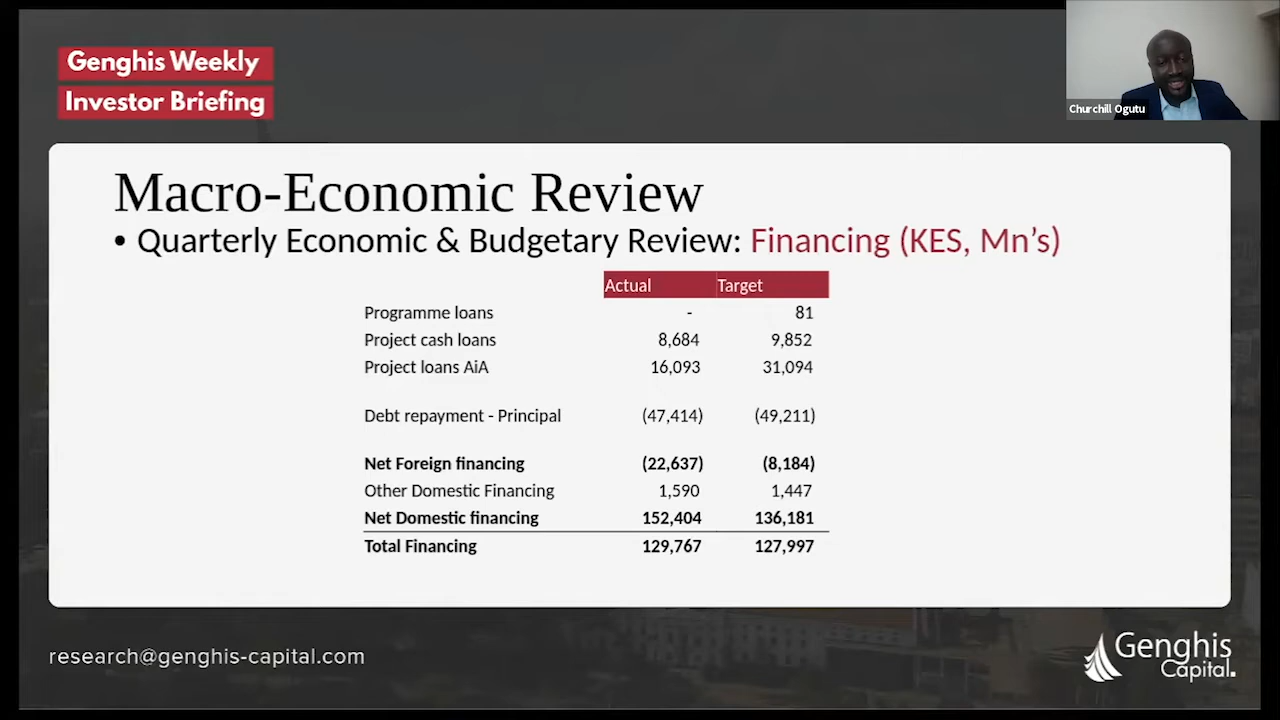 Genghis Weekly
Investor Briefing
Churchill Ogutu
Macro-Economic Review
• Quarterly Economic & Budgetary Review: Financing (KES, Mn's)
Actual Target
Programme loans - 81
Project cash loans 8,684 9,852
Project loans AiA 16,093 31,094
Debt repayment - Principal (47,414) (49,211)
Net Foreign financing (22,637) (8,184)
Other Domestic Financing 1,590 1,447
Net Domestic financing 152,404 136,181
Total Financing 129,767 127,997
research@genghis-capital.com
Genghis
Capital.